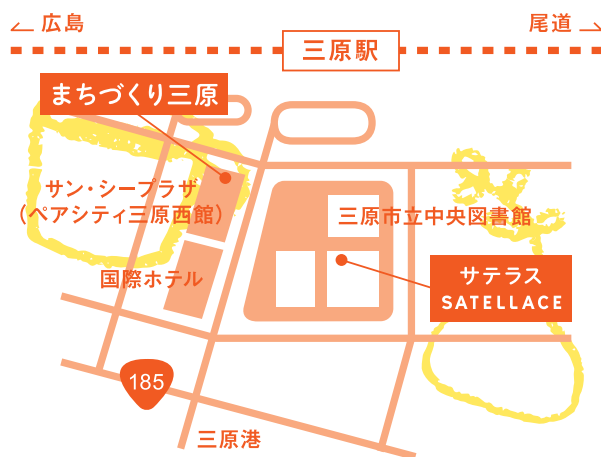 広島
尾道
三原駅
まちづくり三原
サン・シープラザ
（ペアシティ三原西館）
三原市立中央図書館
国際ホテル
サテラス
SATELLACE
185
三原港